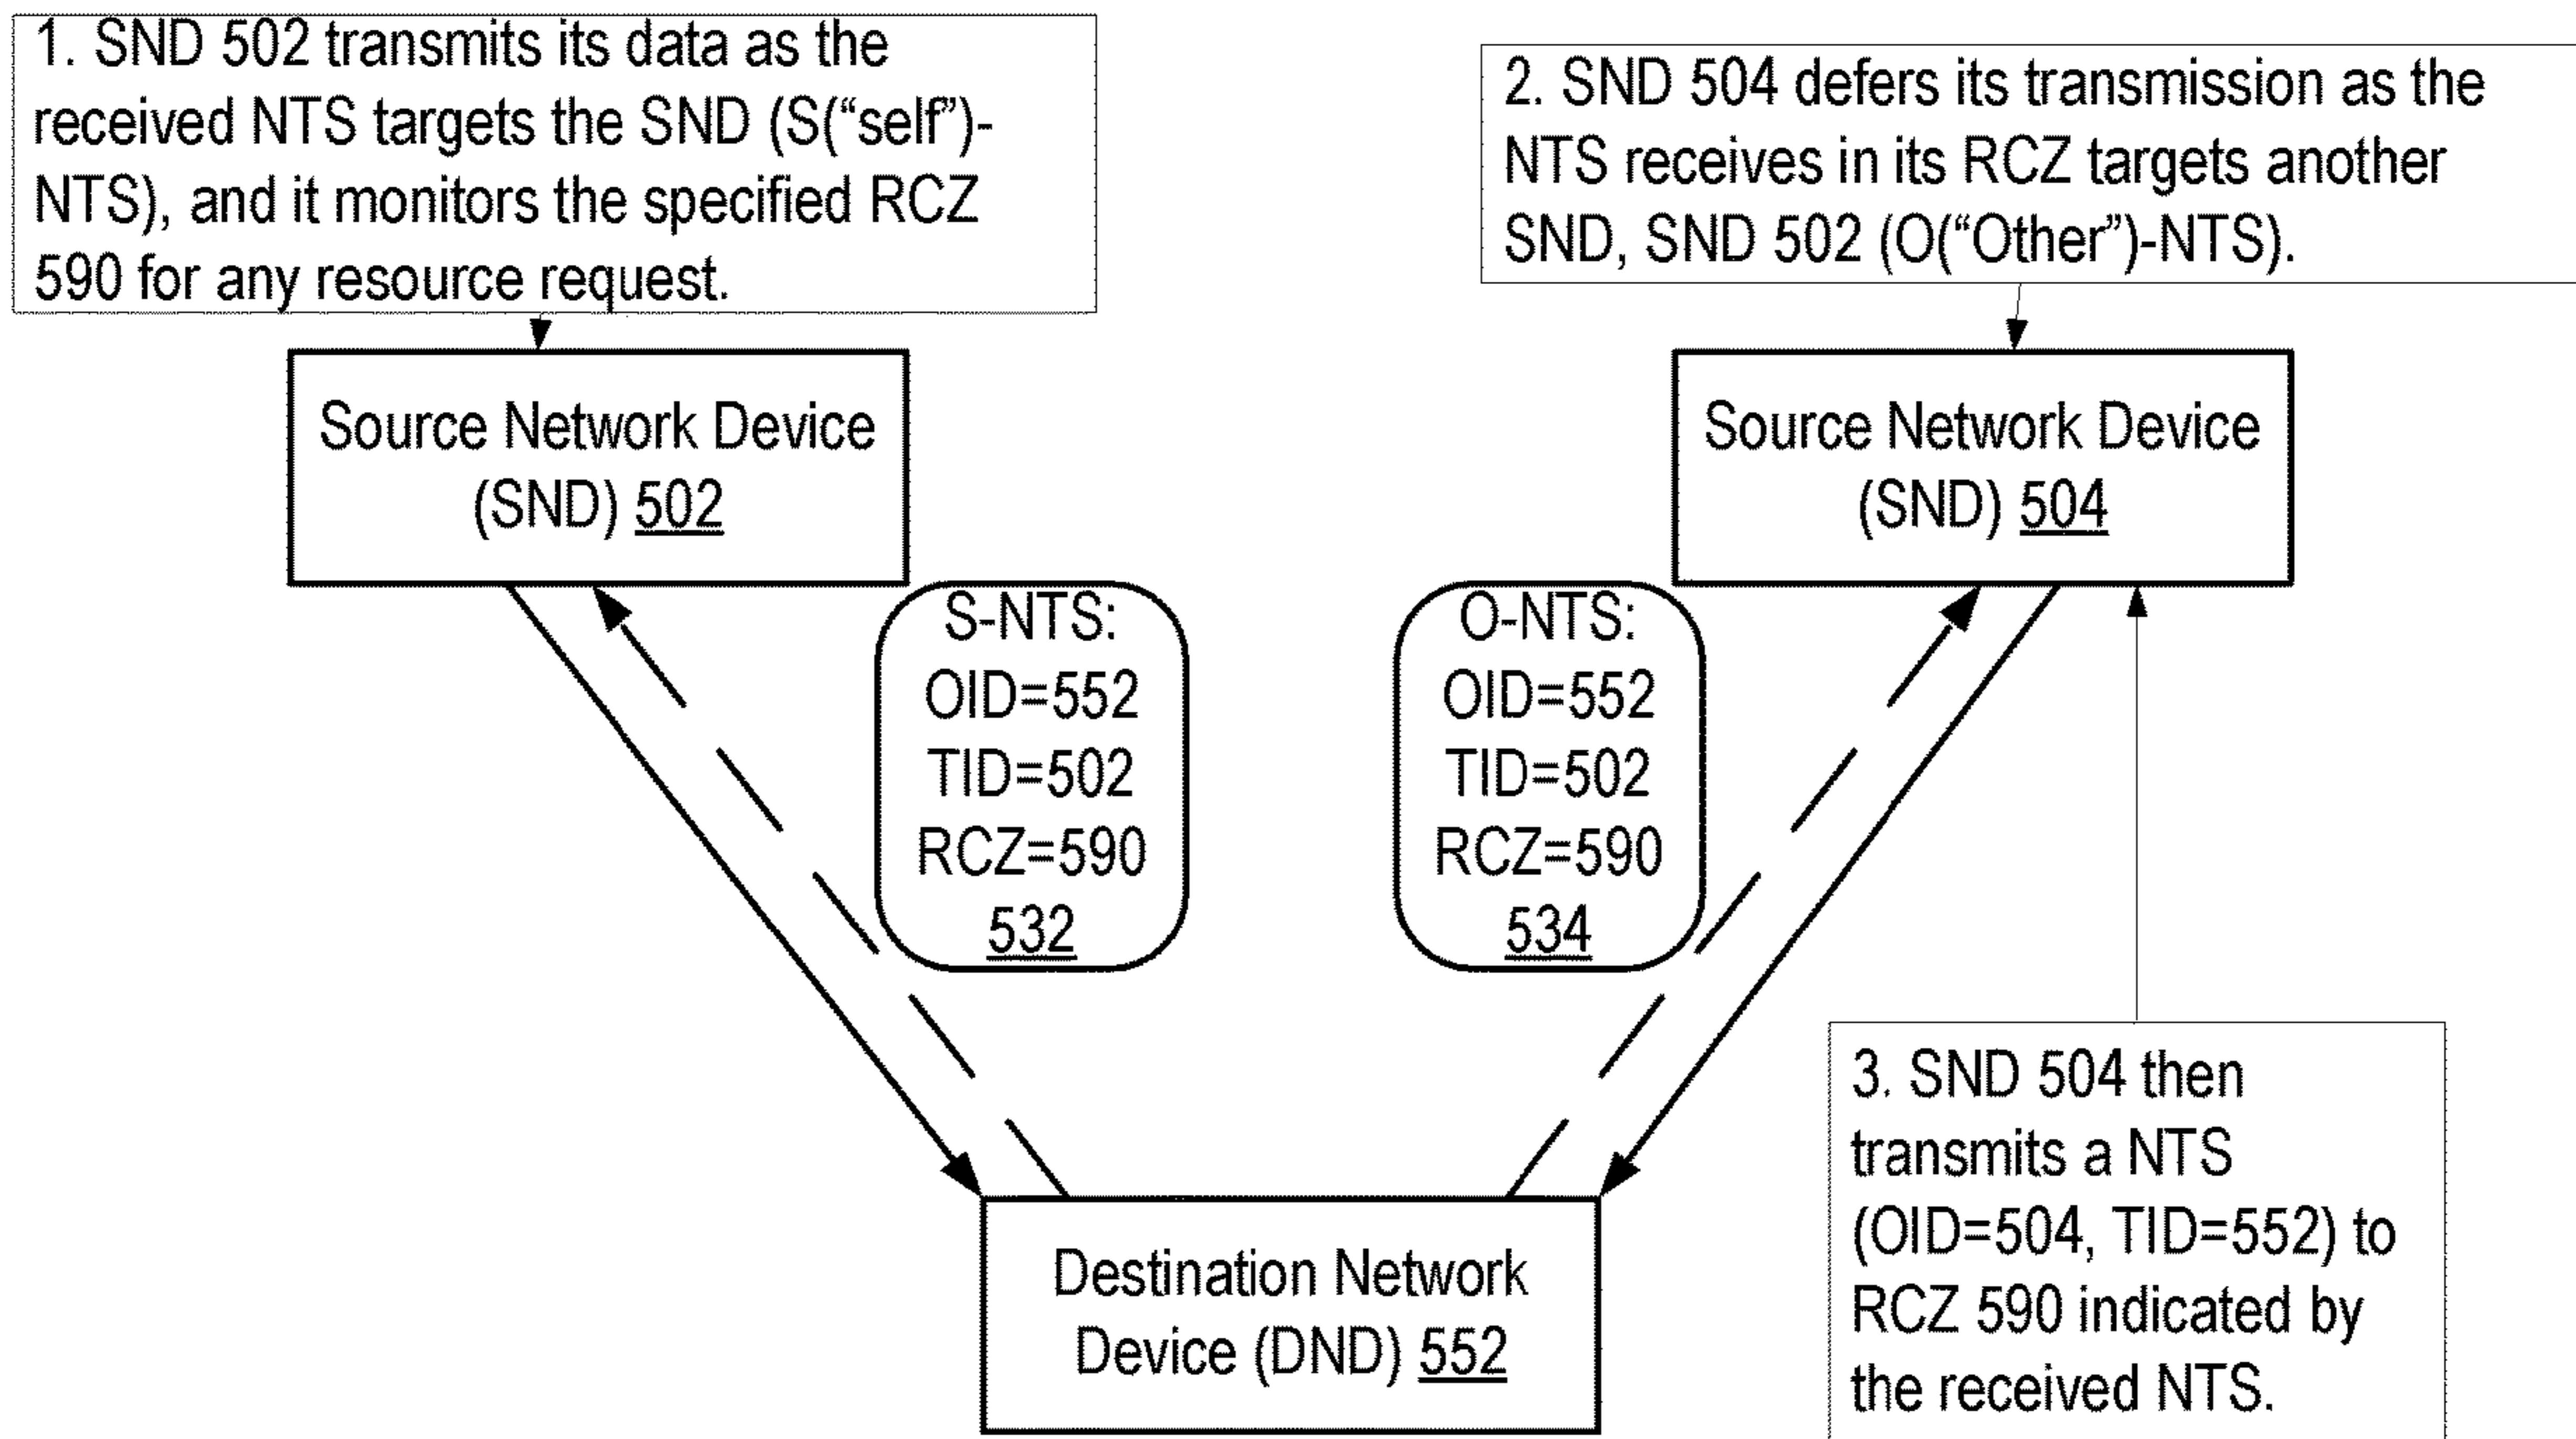 1. SND 502 transmits its data as the
received NTS targets the SND (S(“self”)-
NTS), and it monitors the specified RCZ
590 for any resource request.
2. SND 504 defers its transmission as the
NTS receives in its RCZ targets another
SND, SND 502 (O(“Other”)-NTS).
Source Network Device
(SND) 502
Source Network Device
(SND) 504
S-NTS:
OID=552
TID=502
RCZ=590
532
O-NTS:
OID=552
TID=502
RCZ=590
534
3. SND 504 then
transmits a NTS
(OID=504, TID=552) to
RCZ 590 indicated by
the received NTS.
Destination Network
Device (DND) 552